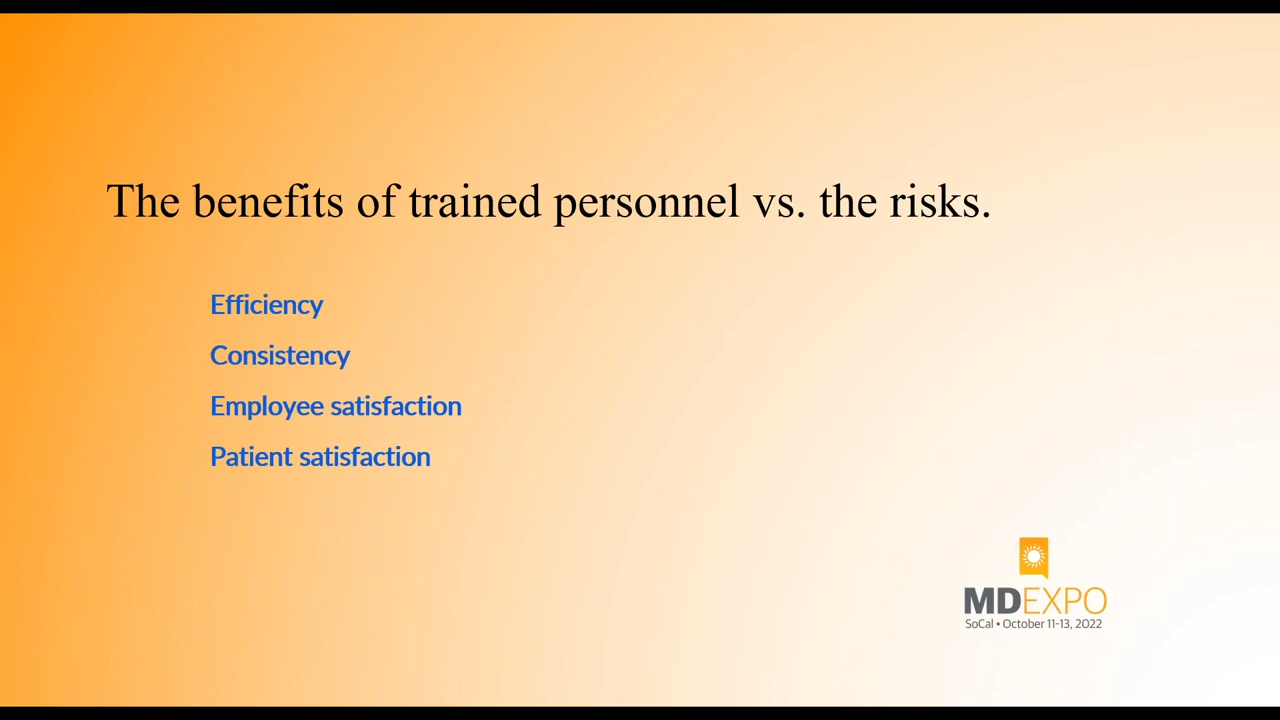 The benefits of trained personnel vs. the risks.
Efficiency
Consistency
Employee satisfaction
Patient satisfaction
MDEXPO
SoCal • October 11-13, 2022